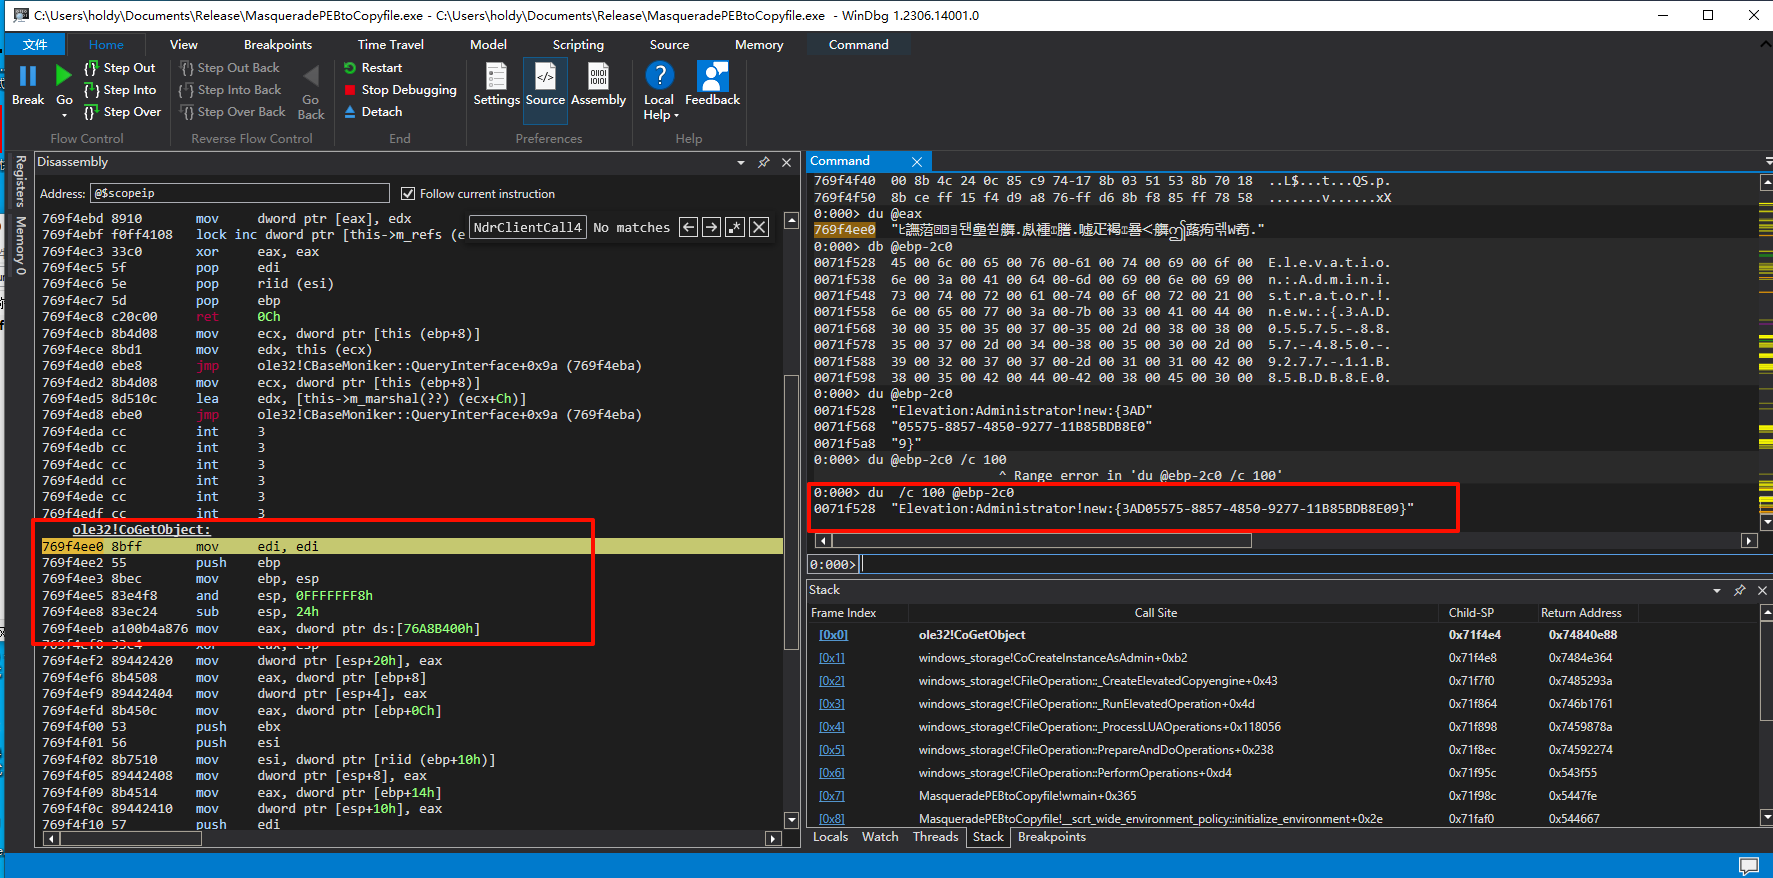 C:\Users\holdy\Documents\Release\MasqueradePEBtoCopyfile.exe - C:\Users\holdy\Documents\Release\MasqueradePEBtoCopyfile.exe - WinDbg 1.2306.14001.0
文件 Home View Breakpoints Time Travel Model Scripting Source Memory Command
Break
Go
Step Out
Step Into
Step Over
Flow Control
Step Out Back
Step Into Back
Step Over Back
Go Back
Reverse Flow Control
Restart
Stop Debugging
Detach
End
Settings Source Assembly
Preferences
Local Help
Feedback
Help
Registers
Memory 0
Disassembly
Address: @$scopeip Follow current instruction
NdrClientCall4 No matches
769f4ebd 8910 mov dword ptr [eax], edx
769f4ebf f0ff4108 lock inc dword ptr [this->m_refs (e
769f4ec3 33c0 xor eax, eax
769f4ec5 5f pop edi
769f4ec6 5e pop riid (esi)
769f4ec7 5d pop ebp
769f4ec8 c20c00 ret 0Ch
769f4ecb 8b4d08 mov ecx, dword ptr [this (ebp+8)]
769f4ece 8bd1 mov edx, this (ecx)
769f4ed0 ebe8 jmp ole32!CBaseMoniker::QueryInterface+0x9a (769f4eba)
769f4ed2 8b4d08 mov ecx, dword ptr [this (ebp+8)]
769f4ed5 8d510c lea edx, [this->m_marshal(??) (ecx+Ch)]
769f4ed8 ebe0 jmp ole32!CBaseMoniker::QueryInterface+0x9a (769f4eba)
769f4eda cc int 3
769f4edb cc int 3
769f4edc cc int 3
769f4edd cc int 3
769f4ede cc int 3
769f4edf cc int 3
ole32!CoGetObject:
769f4ee0 8bff mov edi, edi
769f4ee2 55 push ebp
769f4ee3 8bec mov ebp, esp
769f4ee5 83e4f8 and esp, 0FFFFFFF8h
769f4ee8 83ec24 sub esp, 24h
769f4eeb a100b4a876 mov eax, dword ptr ds:[76A8B400h]
769f4ef0 33c4 xor eax, esp
769f4ef2 89442420 mov dword ptr [esp+20h], eax
769f4ef6 8b4508 mov eax, dword ptr [ebp+8]
769f4ef9 89442404 mov dword ptr [esp+4], eax
769f4efd 8b450c mov eax, dword ptr [ebp+0Ch]
769f4f00 53 push ebx
769f4f01 56 push esi
769f4f02 8b7510 mov esi, dword ptr [riid (ebp+10h)]
769f4f05 89442408 mov dword ptr [esp+8], eax
769f4f09 8b4514 mov eax, dword ptr [ebp+14h]
769f4f0c 89442410 mov dword ptr [esp+10h], eax
769f4f10 57 push edi
Command
769f4f40 00 8b 4c 24 0c 85 c9 74-17 8b 03 51 53 8b 70 18 ..L$...t...QS.p.
769f4f50 8b ce ff 15 f4 d9 a8 76-ff d6 8b f8 85 ff 78 58 .......v......xX
0:000> du @eax
769f4ee0
0:000> db @ebp-2c0
0071f528 45 00 6c 00 65 00 76 00-61 00 74 00 69 00 6f 00 E.l.e.v.a.t.i.o.
0071f538 6e 00 3a 00 41 00 64 00-6d 00 69 00 6e 00 69 00 n.:.A.d.m.i.n.i.
0071f548 73 00 74 00 72 00 61 00-74 00 6f 00 72 00 21 00 s.t.r.a.t.o.r.!.
0071f558 6e 00 65 00 77 00 3a 00-7b 00 33 00 41 00 44 00 n.e.w.:.{.3.A.D.
0071f568 30 00 35 00 35 00 37 00-35 00 2d 00 38 00 38 00 0.5.5.7.5.-.8.8.
0071f578 35 00 37 00 2d 00 34 00-38 00 35 00 30 00 2d 00 5.7.-.4.8.5.0.-.
0071f588 39 00 32 00 37 00 37 00-2d 00 31 00 31 00 42 00 9.2.7.7.-.1.1.B.
0071f598 38 00 35 00 42 00 44 00-42 00 38 00 45 00 30 00 8.5.B.D.B.8.E.0.
0:000> du @ebp-2c0
0071f528 "Elevation:Administrator!new:{3AD"
0071f568 "05575-8857-4850-9277-11B85BDB8E0"
0071f5a8 "9}"
0:000> du @ebp-2c0 /c 100
^ Range error in 'du @ebp-2c0 /c 100'
0:000> du /c 100 @ebp-2c0
0071f528 "Elevation:Administrator!new:{3AD05575-8857-4850-9277-11B85BDB8E09}"
0:000>
Stack
Frame Index Call Site Child-SP Return Address
[0x0] ole32!CoGetObject 0x71f4e4 0x74840e88
[0x1] windows_storage!CoCreateInstanceAsAdmin+0xb2 0x71f4e8 0x7484e364
[0x2] windows_storage!CFileOperation::_CreateElevatedCopyengine+0x43 0x71f7f0 0x7485293a
[0x3] windows_storage!CFileOperation::_RunElevatedOperation+0x4d 0x71f864 0x746b1761
[0x4] windows_storage!CFileOperation::_ProcessLUAOperations+0x118056 0x71f898 0x7459878a
[0x5] windows_storage!CFileOperation::PrepareAndDoOperations+0x238 0x71f8ec 0x74592274
[0x6] windows_storage!CFileOperation::PerformOperations+0xd4 0x71f95c 0x543f55
[0x7] MasqueradePEBtoCopyfile!wmain+0x365 0x71f98c 0x5447fe
[0x8] MasqueradePEBtoCopyfile!__scrt_wide_environment_policy::initialize_environment+0x2e 0x71faf0 0x544667
Locals Watch Threads Stack Breakpoints